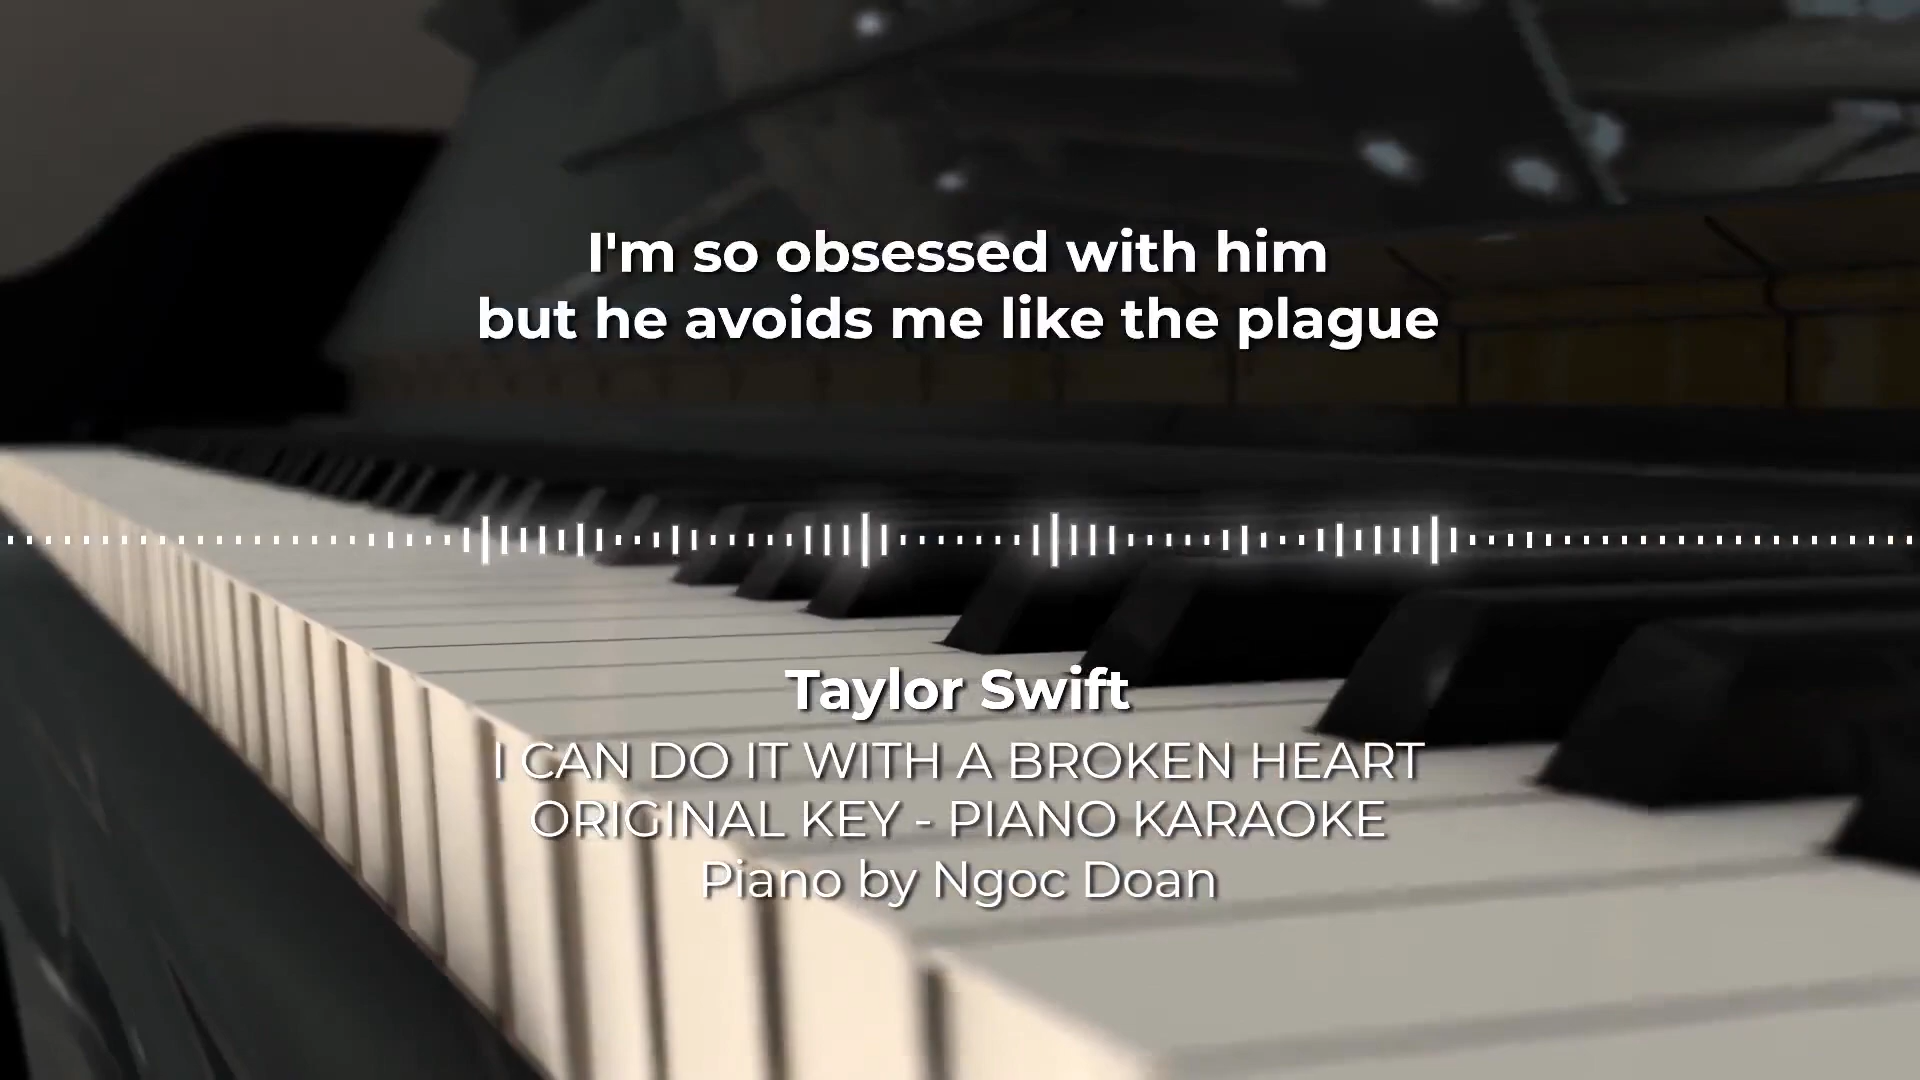 I'm so obsessed with him
but he avoids me like the plague
Taylor Swift
I CAN DO IT WITH A BROKEN HEART
ORIGINAL KEY - PIANO KARAOKE
Piano by Ngoc Doan